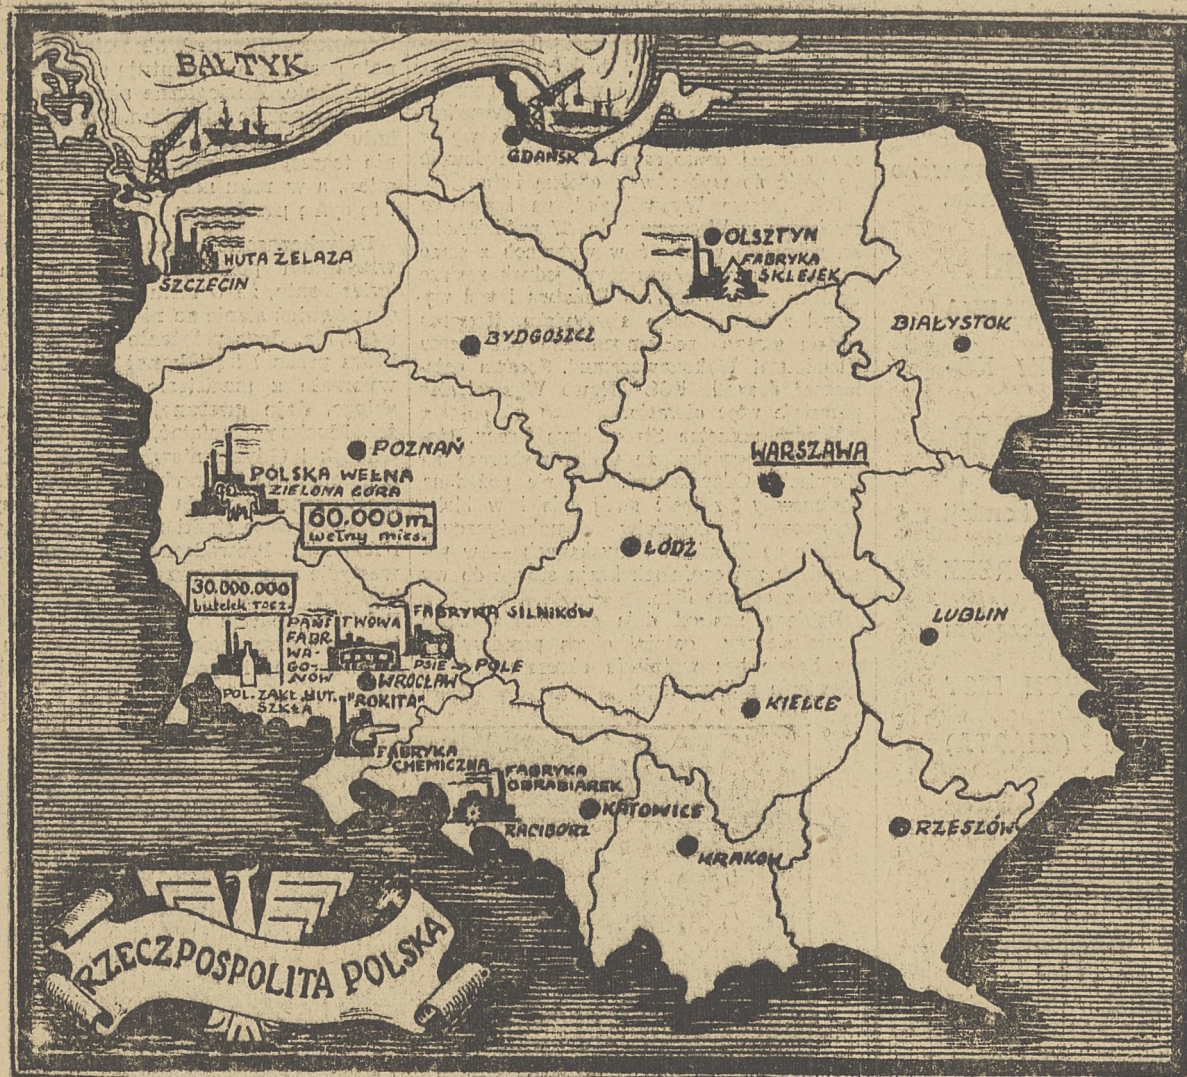 BAŁTYK
GDAŃSK
HUTA ŻELAZA
SZCZECIN
OLSZTYN
FABRYKA
SKLEJEK
BIAŁYSTOK
BYDGOSZCZ
POZNAŃ
WARSZAWA
POLSKA WEŁNA
ZIELONA GÓRA
60.000 m
wełny mies.
ŁÓDŹ
30.000.000
butelek rocz.
FABRYKA SILNIKÓW
PSIE POLE
PAŃSTWOWA
FABR.
WA-
GO-
NÓW
WROCŁAW
LUBLIN
POL. ZAKŁ. HUT.
SZKŁA
"ROKITA"
FABRYKA
CHEMICZNA
KIELCE
FABRYKA
OBRABIAREK
RACIBÓRZ
KATOWICE
KRAKÓW
RZESZÓW
RZECZPOSPOLITA POLSKA